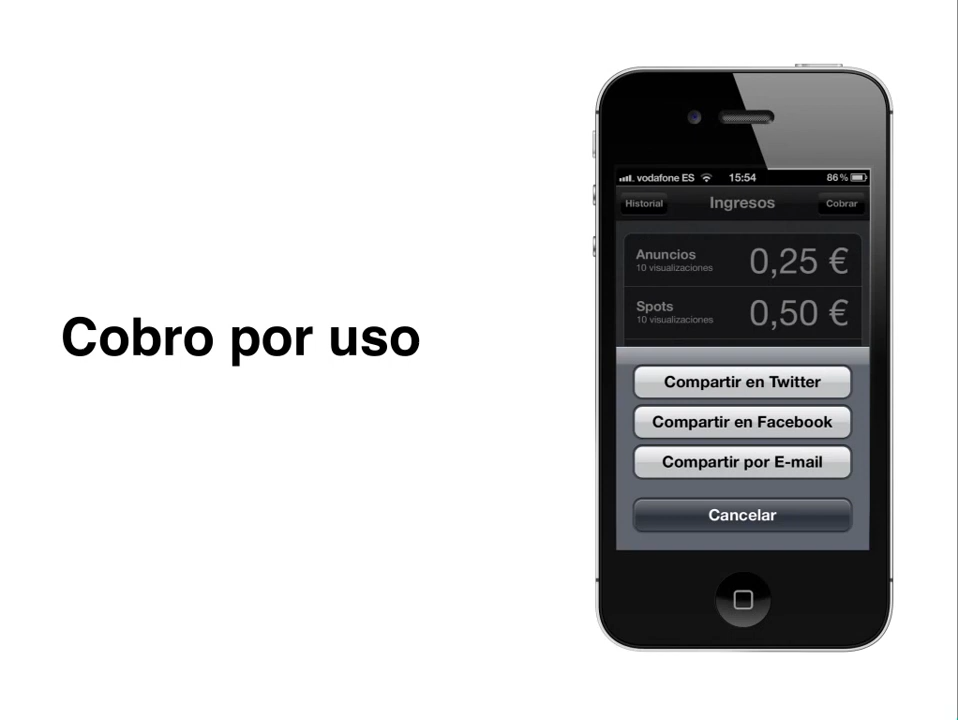 Cobro por uso
vodafone ES 15:54 86 %
Historial Ingresos Cobrar
Anuncios 0,25 €
10 visualizaciones
Spots 0,50 €
10 visualizaciones
Compartir en Twitter
Compartir en Facebook
Compartir por E-mail
Cancelar